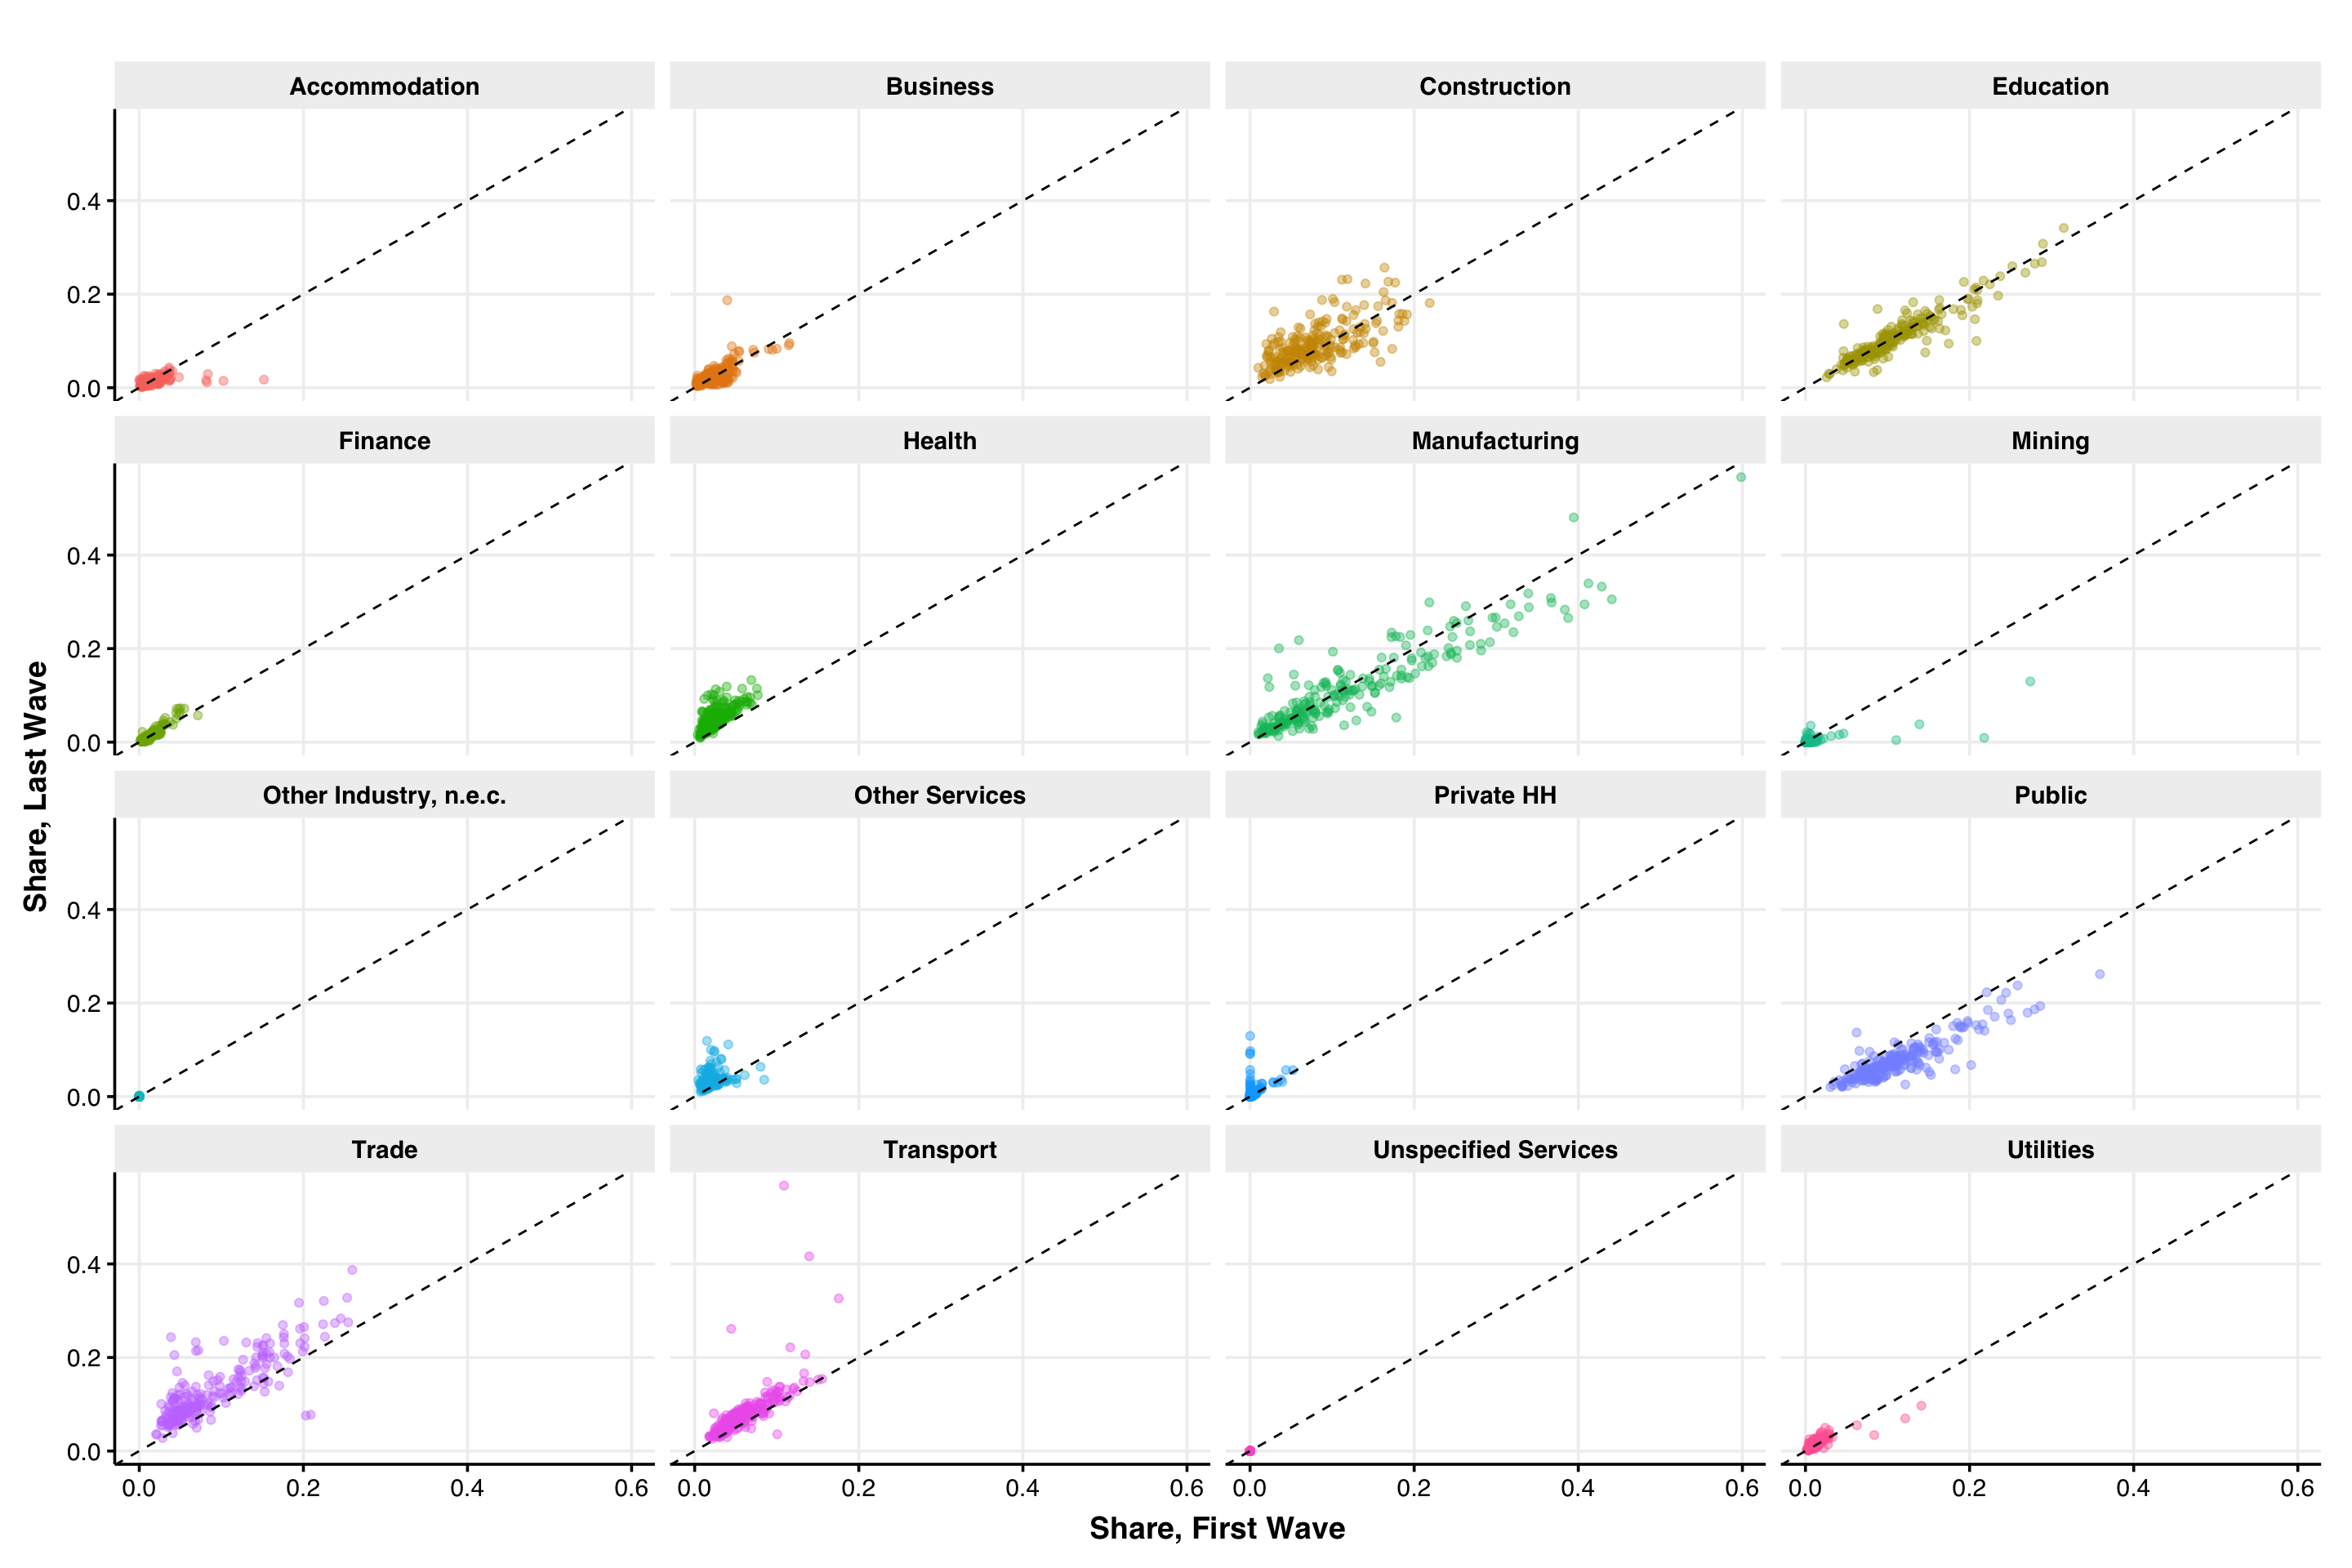 Accommodation Business Construction Education
0.4
0.2
0.0
Finance Health Manufacturing Mining
0.4
0.2
0.0
Other Industry, n.e.c. Other Services Private HH Public
0.4
0.2
0.0
Trade Transport Unspecified Services Utilities
0.4
0.2
0.0
0.0 0.2 0.4 0.6 0.0 0.2 0.4 0.6 0.0 0.2 0.4 0.6 0.0 0.2 0.4 0.6
Share, First Wave
Share, Last Wave